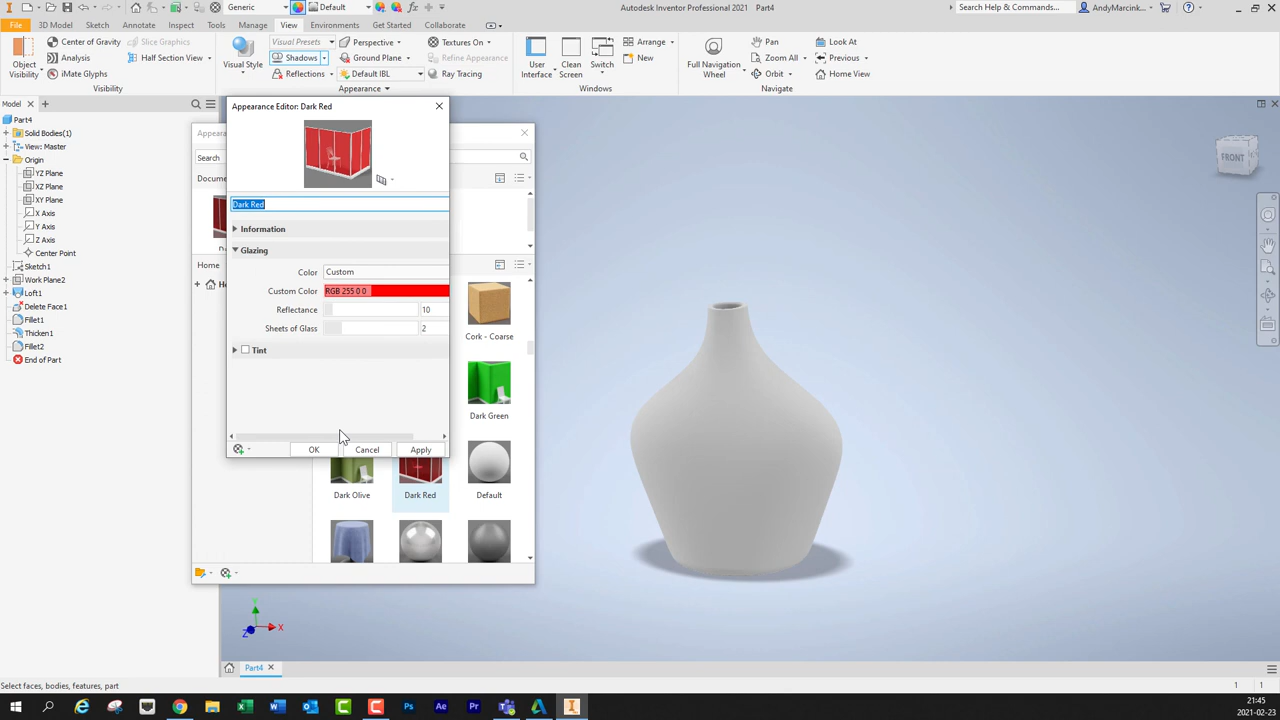 Generic
Default
Autodesk Inventor Professional 2021 Part4
Search Help & Commands...
AndyMarcink...
File 3D Model Sketch Annotate Inspect Tools Manage View Environments Get Started Collaborate
Object Visibility
Center of Gravity
Analysis
iMate Glyphs
Slice Graphics
Half Section View
Visibility
Visual Style
Visual Presets
Shadows
Reflections
Perspective
Ground Plane
Default IBL
Textures On
Refine Appearance
Ray Tracing
Appearance
User Interface
Clean Screen
Switch
Arrange
New
Windows
Full Navigation Wheel
Pan
Zoom All
Orbit
Look At
Previous
Home View
Navigate
Model
Part4
Solid Bodies(1)
View: Master
Origin
YZ Plane
XZ Plane
XY Plane
X Axis
Y Axis
Z Axis
Center Point
Sketch1
Work Plane2
Loft1
Delete Face1
Fillet1
Thicken1
Fillet2
End of Part
Search
Home
Appearance Editor: Dark Red
Dark Red
Information
Glazing
Color Custom
Custom Color RGB 255 0 0
Reflectance 10
Sheets of Glass 2
Tint
OK Cancel Apply
Cork - Coarse
Dark Green
Dark Olive Dark Red Default
FRONT
Y
X
Z
Part4
Select faces, bodies, features, part
1 1
21:45
2021-02-23